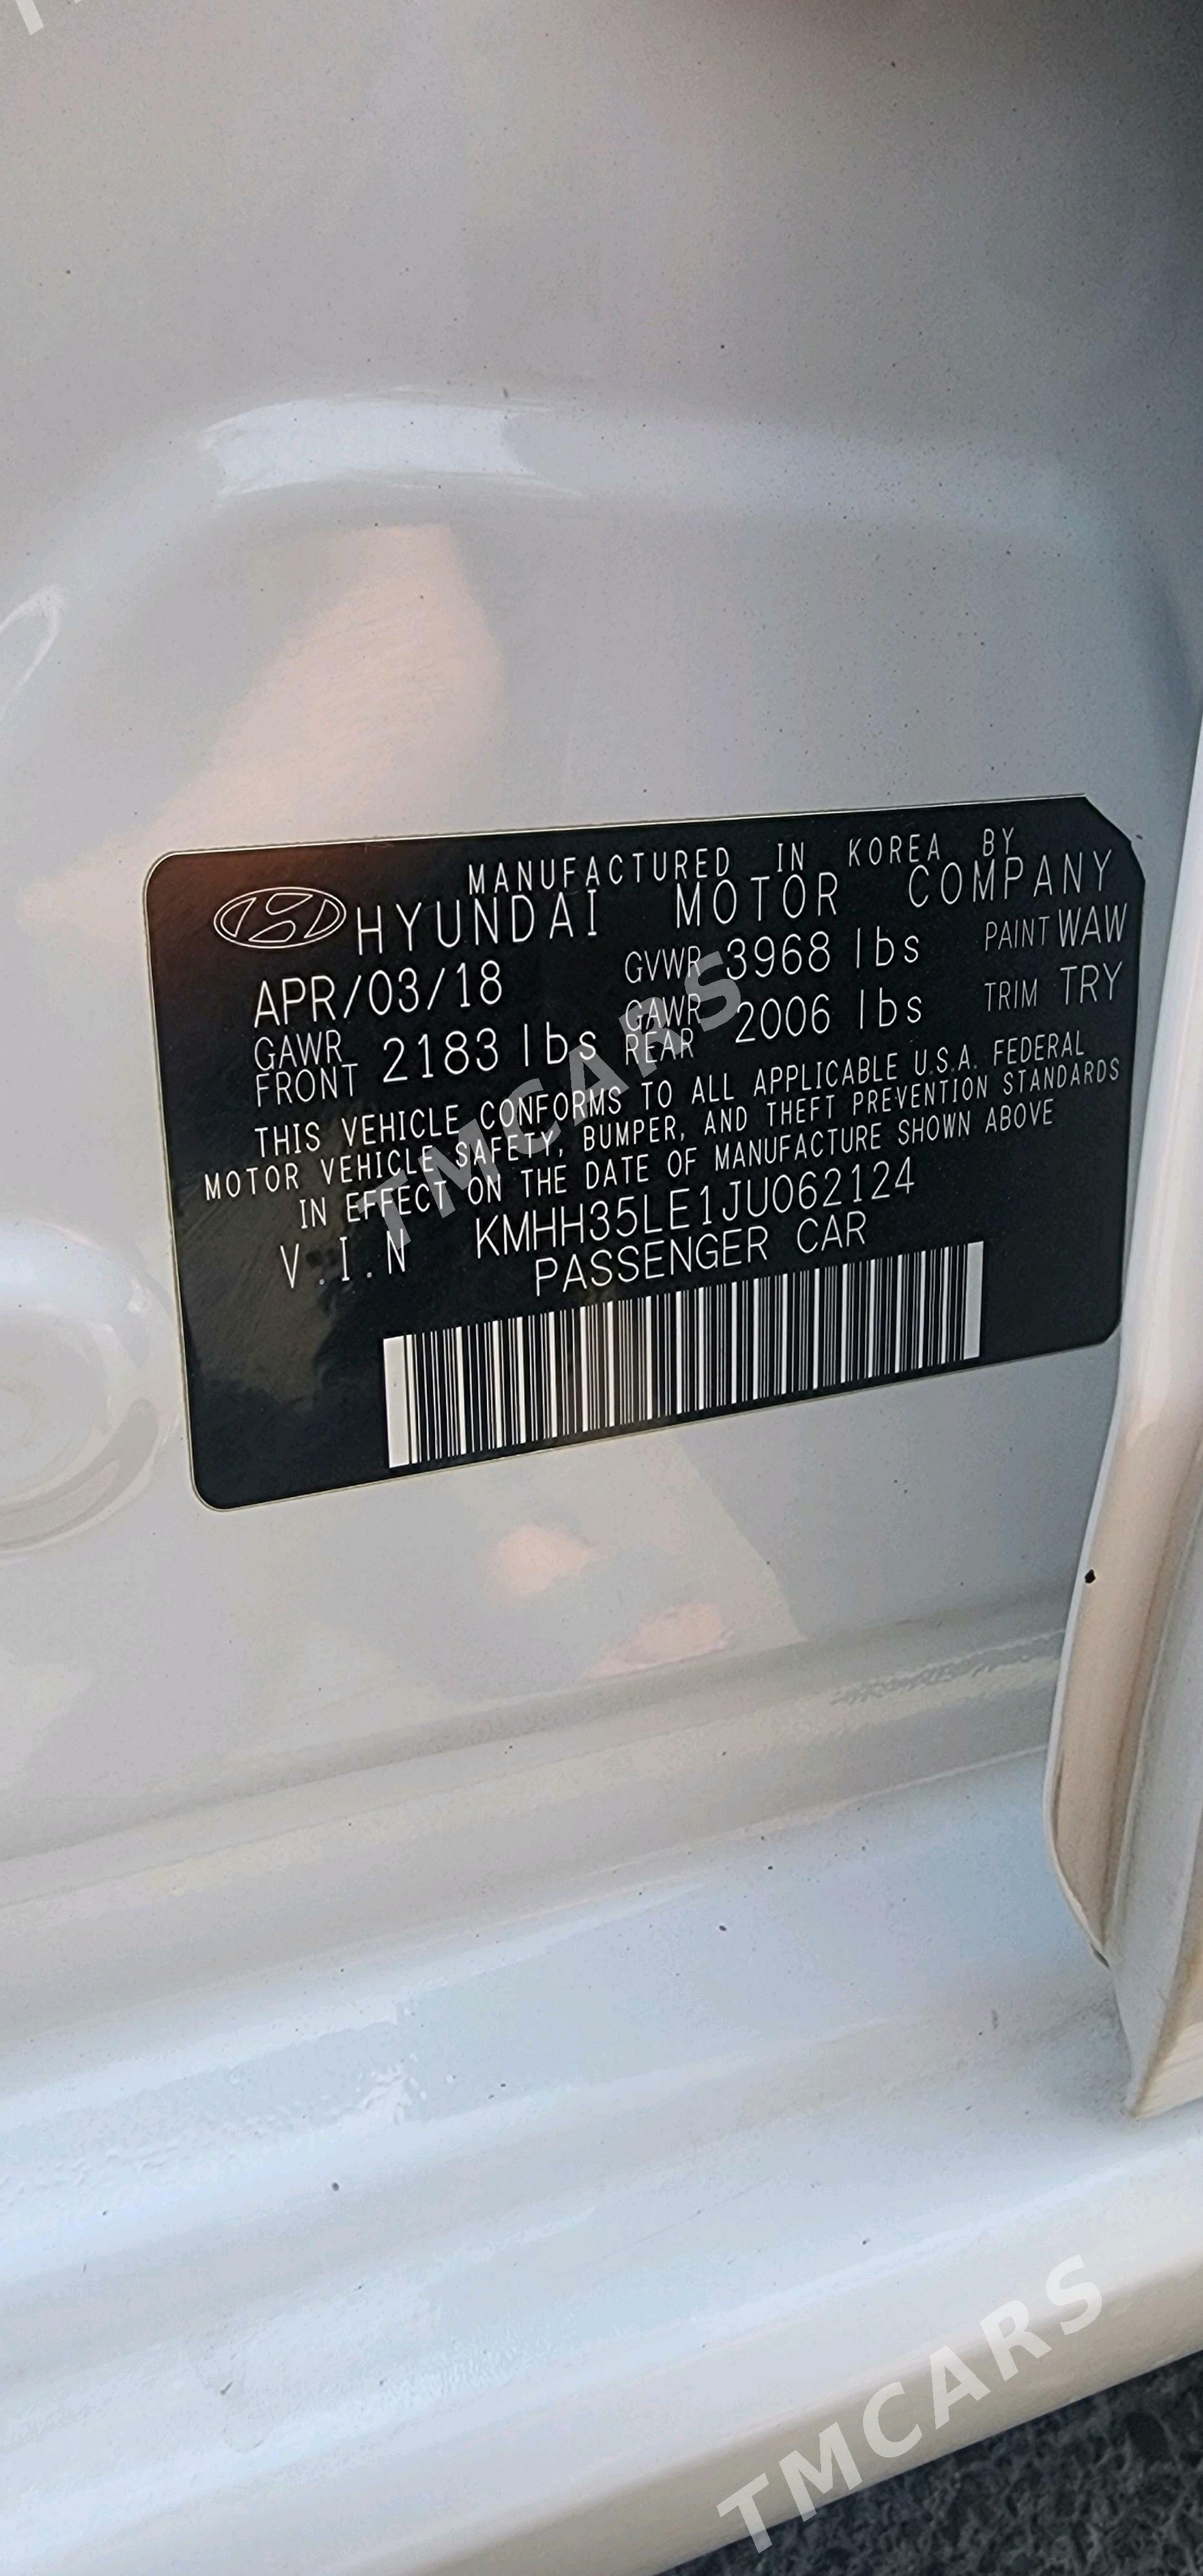 MANUFACTURED IN KOREA BY
HYUNDAI MOTOR COMPANY
APR/03/18 GVWR 3968 lbs PAINT WAW
GAWR FRONT 2183 lbs GAWR REAR 2006 lbs TRIM TRY
THIS VEHICLE CONFORMS TO ALL APPLICABLE U.S.A. FEDERAL
MOTOR VEHICLE SAFETY, BUMPER, AND THEFT PREVENTION STANDARDS
IN EFFECT ON THE DATE OF MANUFACTURE SHOWN ABOVE
V.I.N KMHH35LE1JU062124
PASSENGER CAR
TMCARS
TMCARS